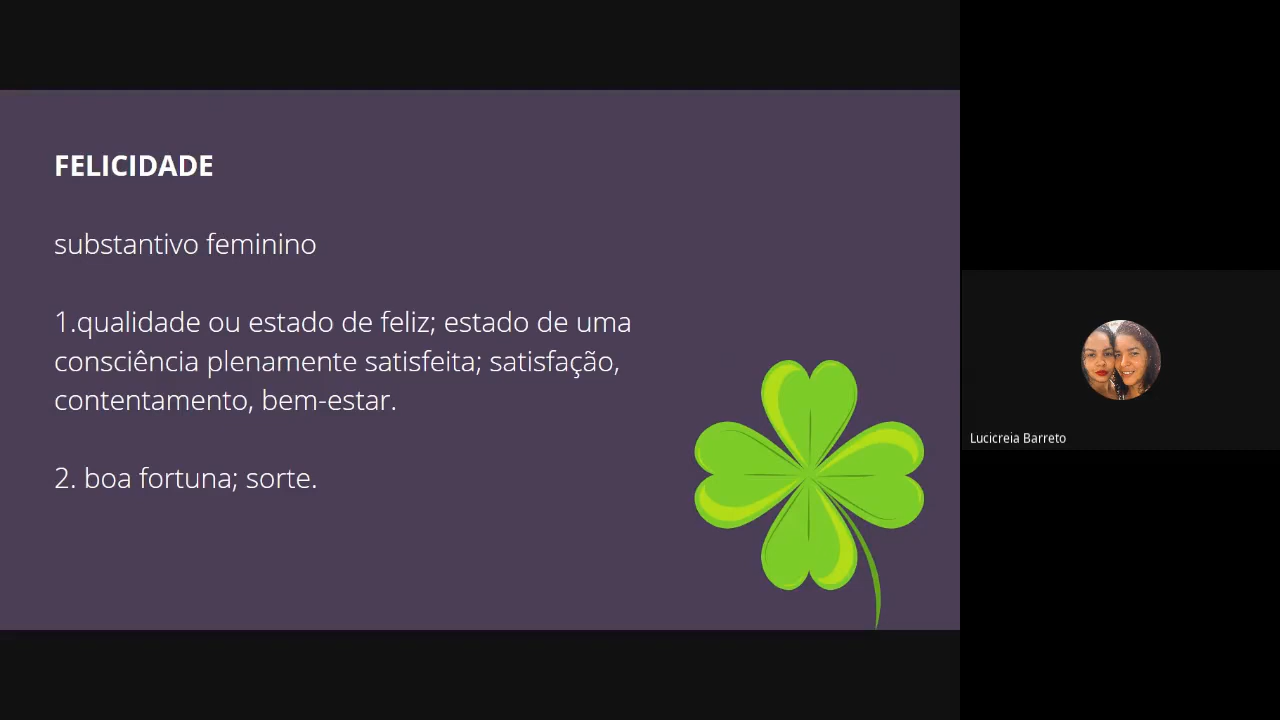 FELICIDADE
substantivo feminino
1.qualidade ou estado de feliz; estado de uma
consciência plenamente satisfeita; satisfação,
contentamento, bem-estar.
2. boa fortuna; sorte.
Lucicreia Barreto